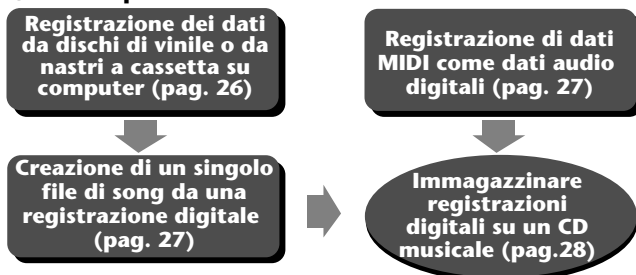 Registrazione dei dati
da dischi di vinile o da
nastri a cassetta su
computer (pag. 26)
Registrazione di dati
MIDI come dati audio
digitali (pag. 27)
Creazione di un singolo
file di song da una
registrazione digitale
(pag. 27)
Immagazzinare
registrazioni
digitali su un CD
musicale (pag.28)